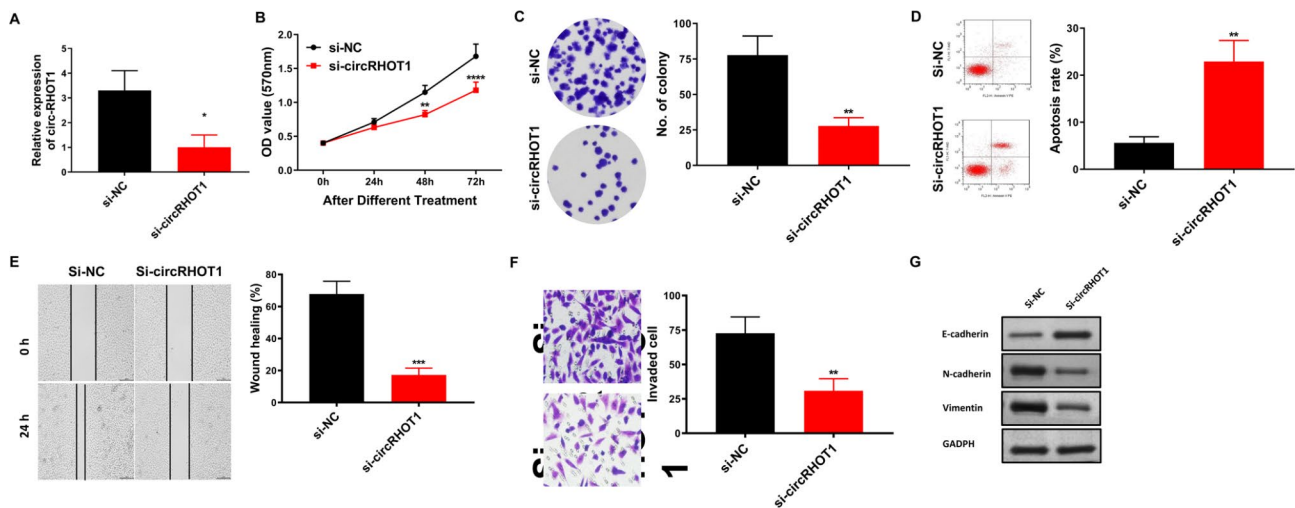 A
Relative expression
of circ-RHOT1
5
4
3
2
1
0
*
si-NC
si-circRHOT1
B
OD value (570nm)
2.0
1.5
1.0
0.5
0.0
si-NC
si-circRHOT1
**
****
0h
24h
48h
72h
After Different Treatment
C
si-NC
si-circRHOT1
No. of colony
100
75
50
25
0
**
si-NC
si-circRHOT1
D
Si-NC
Si-circRHOT1
Apotosis rate (%)
30
20
10
0
**
si-NC
si-circRHOT1
E
Si-NC
Si-circRHOT1
0 h
24 h
Wound healing (%)
80
60
40
20
0
***
si-NC
si-circRHOT1
F
Si
Si
1
Invaded cell
100
75
50
25
0
**
si-NC
si-circRHOT1
G
Si-NC
Si-circRHOT1
E-cadherin
N-cadherin
Vimentin
GADPH